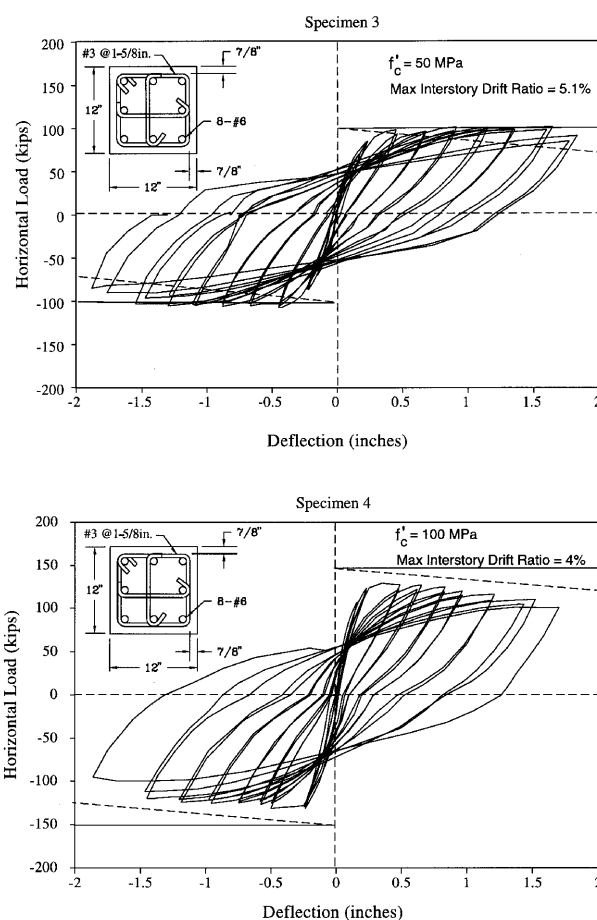 Specimen 3
#3 @1-5/8in.
7/8"
12"
8-#6
7/8"
12"
f'c = 50 MPa
Max Interstory Drift Ratio = 5.1%
Horizontal Load (kips)
200
150
100
50
0
-50
-100
-150
-200
-2 -1.5 -1 -0.5 0 0.5 1 1.5 2
Deflection (inches)
Specimen 4
#3 @1-5/8in.
7/8"
12"
8-#6
7/8"
12"
f'c = 100 MPa
Max Interstory Drift Ratio = 4%
Horizontal Load (kips)
200
150
100
50
0
-50
-100
-150
-200
-2 -1.5 -1 -0.5 0 0.5 1 1.5 2
Deflection (inches)